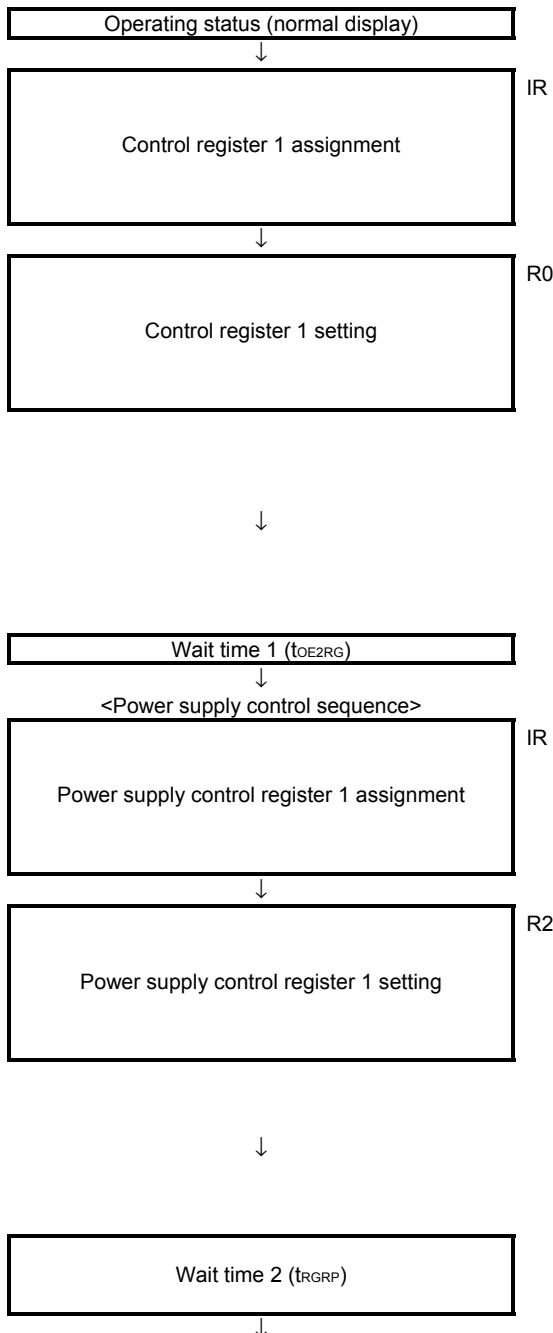 Operating status (normal display)
↓
IR
Control register 1 assignment
↓
R0
Control register 1 setting
↓
Wait time 1 (tOE2RG)
↓
<Power supply control sequence>
IR
Power supply control register 1 assignment
↓
R2
Power supply control register 1 setting
↓
Wait time 2 (tRGRP)
↓